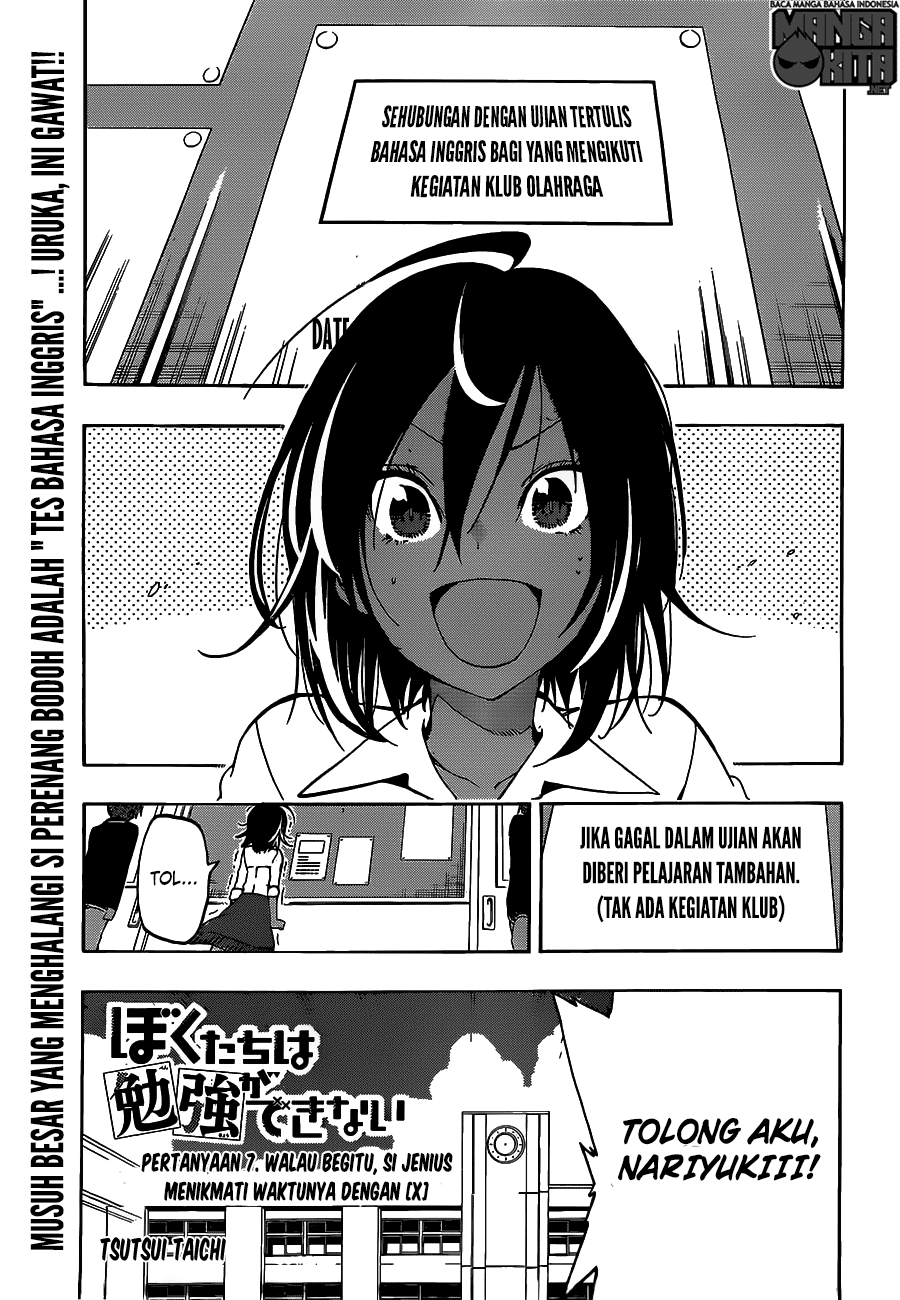 BACA MANGA BAHASA INDONESIA
MANGA
KITA
.NET
MUSUH BESAR YANG MENGHALANGI SI PERENANG BODOH ADALAH "TES BAHASA INGGRIS" ...! URUKA, INI GAWAT!!
SEHUBUNGAN DENGAN UJIAN TERTULIS
BAHASA INGGRIS BAGI YANG MENGIKUTI
KEGIATAN KLUB OLAHRAGA
DATE
TOL...
JIKA GAGAL DALAM UJIAN AKAN
DIBERI PELAJARAN TAMBAHAN.
(TAK ADA KEGIATAN KLUB)
ぼくたちは
勉強が
できない
PERTANYAAN 7. WALAU BEGITU, SI JENIUS
MENIKMATI WAKTUNYA DENGAN [X]
TSUTSUI TAICHI
TOLONG AKU,
NARIYUKIII!